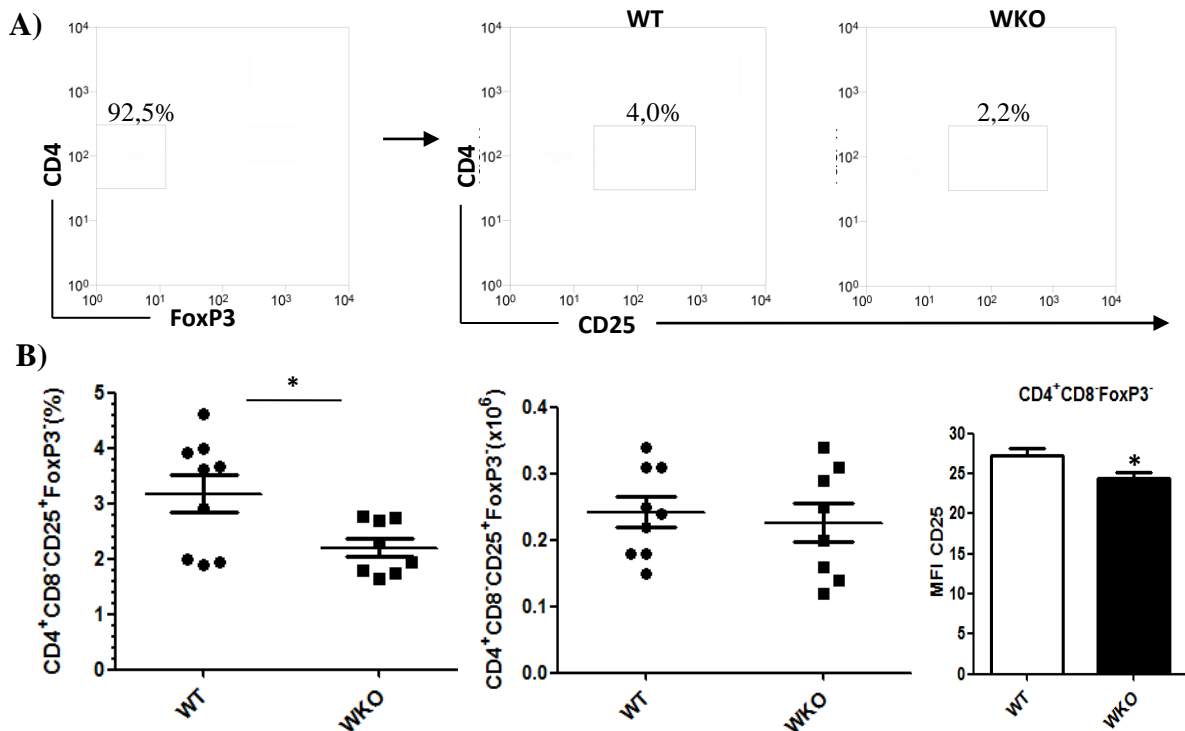 A)
WT
WKO
10⁴
10³
10²
10¹
10⁰
92,5%
CD4
10⁰ 10¹ 10² 10³ 10⁴
FoxP3
10⁴
10³
10²
10¹
10⁰
4,0%
CD4
10⁰ 10¹ 10² 10³ 10⁴
10⁴
10³
10²
10¹
10⁰
2,2%
10⁰ 10¹ 10² 10³ 10⁴
CD25
B)
CD4⁺CD8⁻CD25⁺FoxP3⁻(%)
5
4
3
2
1
0
*
WT
WKO
CD4⁺CD8⁻CD25⁺FoxP3⁻(x10⁶)
0.4
0.3
0.2
0.1
0.0
WT
WKO
CD4⁺CD8⁻FoxP3⁻
MFI CD25
30
25
20
15
10
5
0
*
WT
WKO